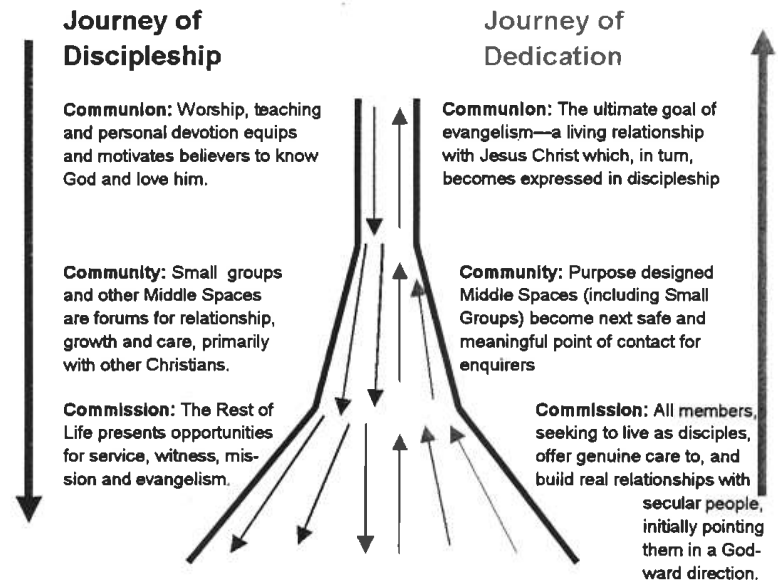 Journey of
Discipleship
Communion: Worship, teaching
and personal devotion equips
and motivates believers to know
God and love him.
Community: Small groups
and other Middle Spaces
are forums for relationship,
growth and care, primarily
with other Christians.
Commission: The Rest of
Life presents opportunities
for service, witness, mis-
sion and evangelism.
Journey of
Dedication
Communion: The ultimate goal of
evangelism—a living relationship
with Jesus Christ which, in turn,
becomes expressed in discipleship
Community: Purpose designed
Middle Spaces (including Small
Groups) become next safe and
meaningful point of contact for
enquirers
Commission: All members,
seeking to live as disciples,
offer genuine care to, and
build real relationships with
secular people,
initially pointing
them in a God-
ward direction.